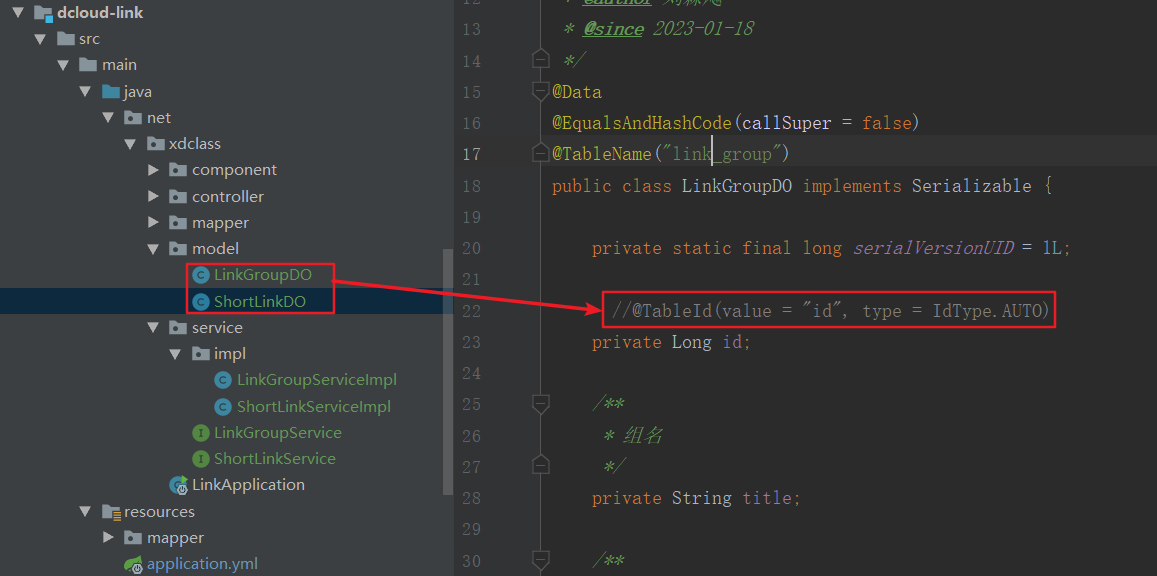 dcloud-link
src
main
java
net
xdclass
component
controller
mapper
model
LinkGroupDO
ShortLinkDO
service
impl
LinkGroupServiceImpl
ShortLinkServiceImpl
LinkGroupService
ShortLinkService
LinkApplication
resources
mapper
application.yml
12 * @author 刘森飚
13 * @since 2023-01-18
14 */
15 @Data
16 @EqualsAndHashCode(callSuper = false)
17 @TableName("link_group")
18 public class LinkGroupDO implements Serializable {
19
20 private static final long serialVersionUID = 1L;
21
22 //@TableId(value = "id", type = IdType.AUTO)
23 private Long id;
24
25 /**
26 * 组名
27 */
28 private String title;
29
30 /**